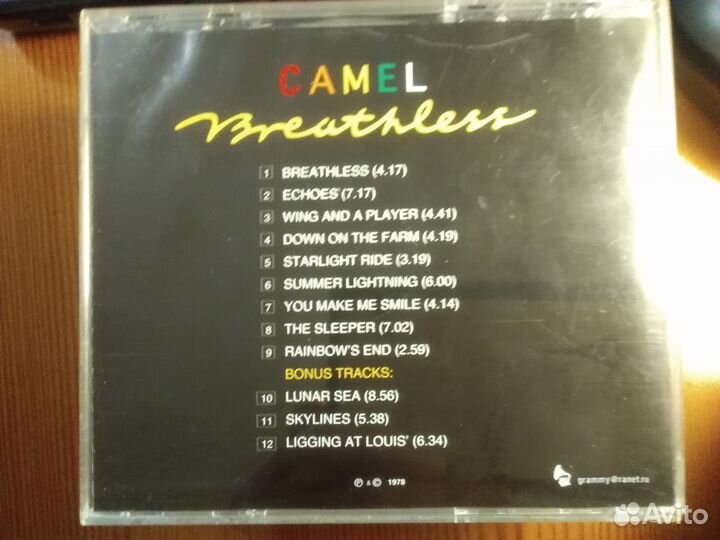 CAMEL
Breathless
1 BREATHLESS (4.17)
2 ECHOES (7.17)
3 WING AND A PLAYER (4.41)
4 DOWN ON THE FARM (4.19)
5 STARLIGHT RIDE (3.19)
6 SUMMER LIGHTNING (6.00)
7 YOU MAKE ME SMILE (4.14)
8 THE SLEEPER (7.02)
9 RAINBOW'S END (2.59)
BONUS TRACKS:
10 LUNAR SEA (8.56)
11 SKYLINES (5.38)
12 LIGGING AT LOUIS' (6.34)
℗ & © 1978
grammy@ranet.ru
Avito